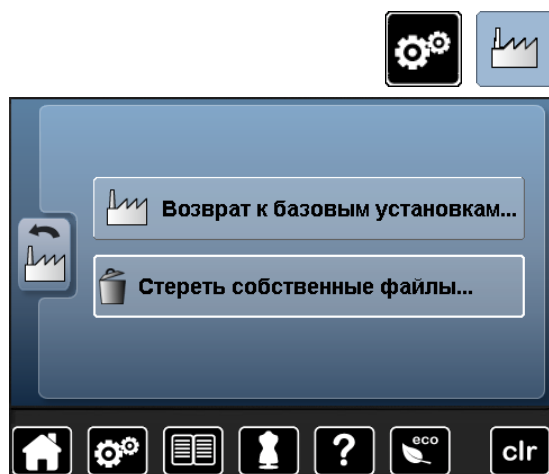 Возврат к базовым установкам...
Стереть собственные файлы...
? eco clr